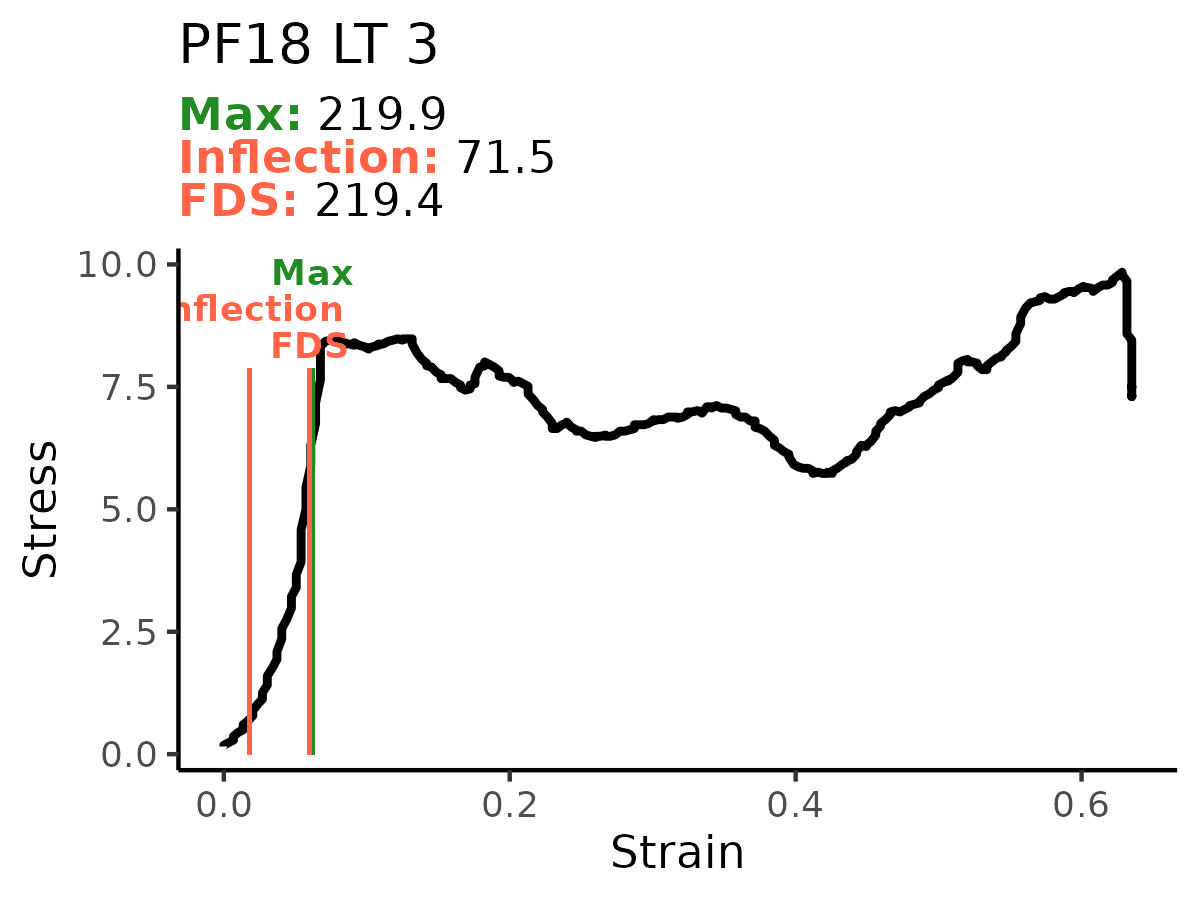 PF18 LT 3
Max: 219.9
Inflection: 71.5
FDS: 219.4
10.0
7.5
5.0
2.5
0.0
Max
nflection
FDS
Stress
0.0 0.2 0.4 0.6
Strain